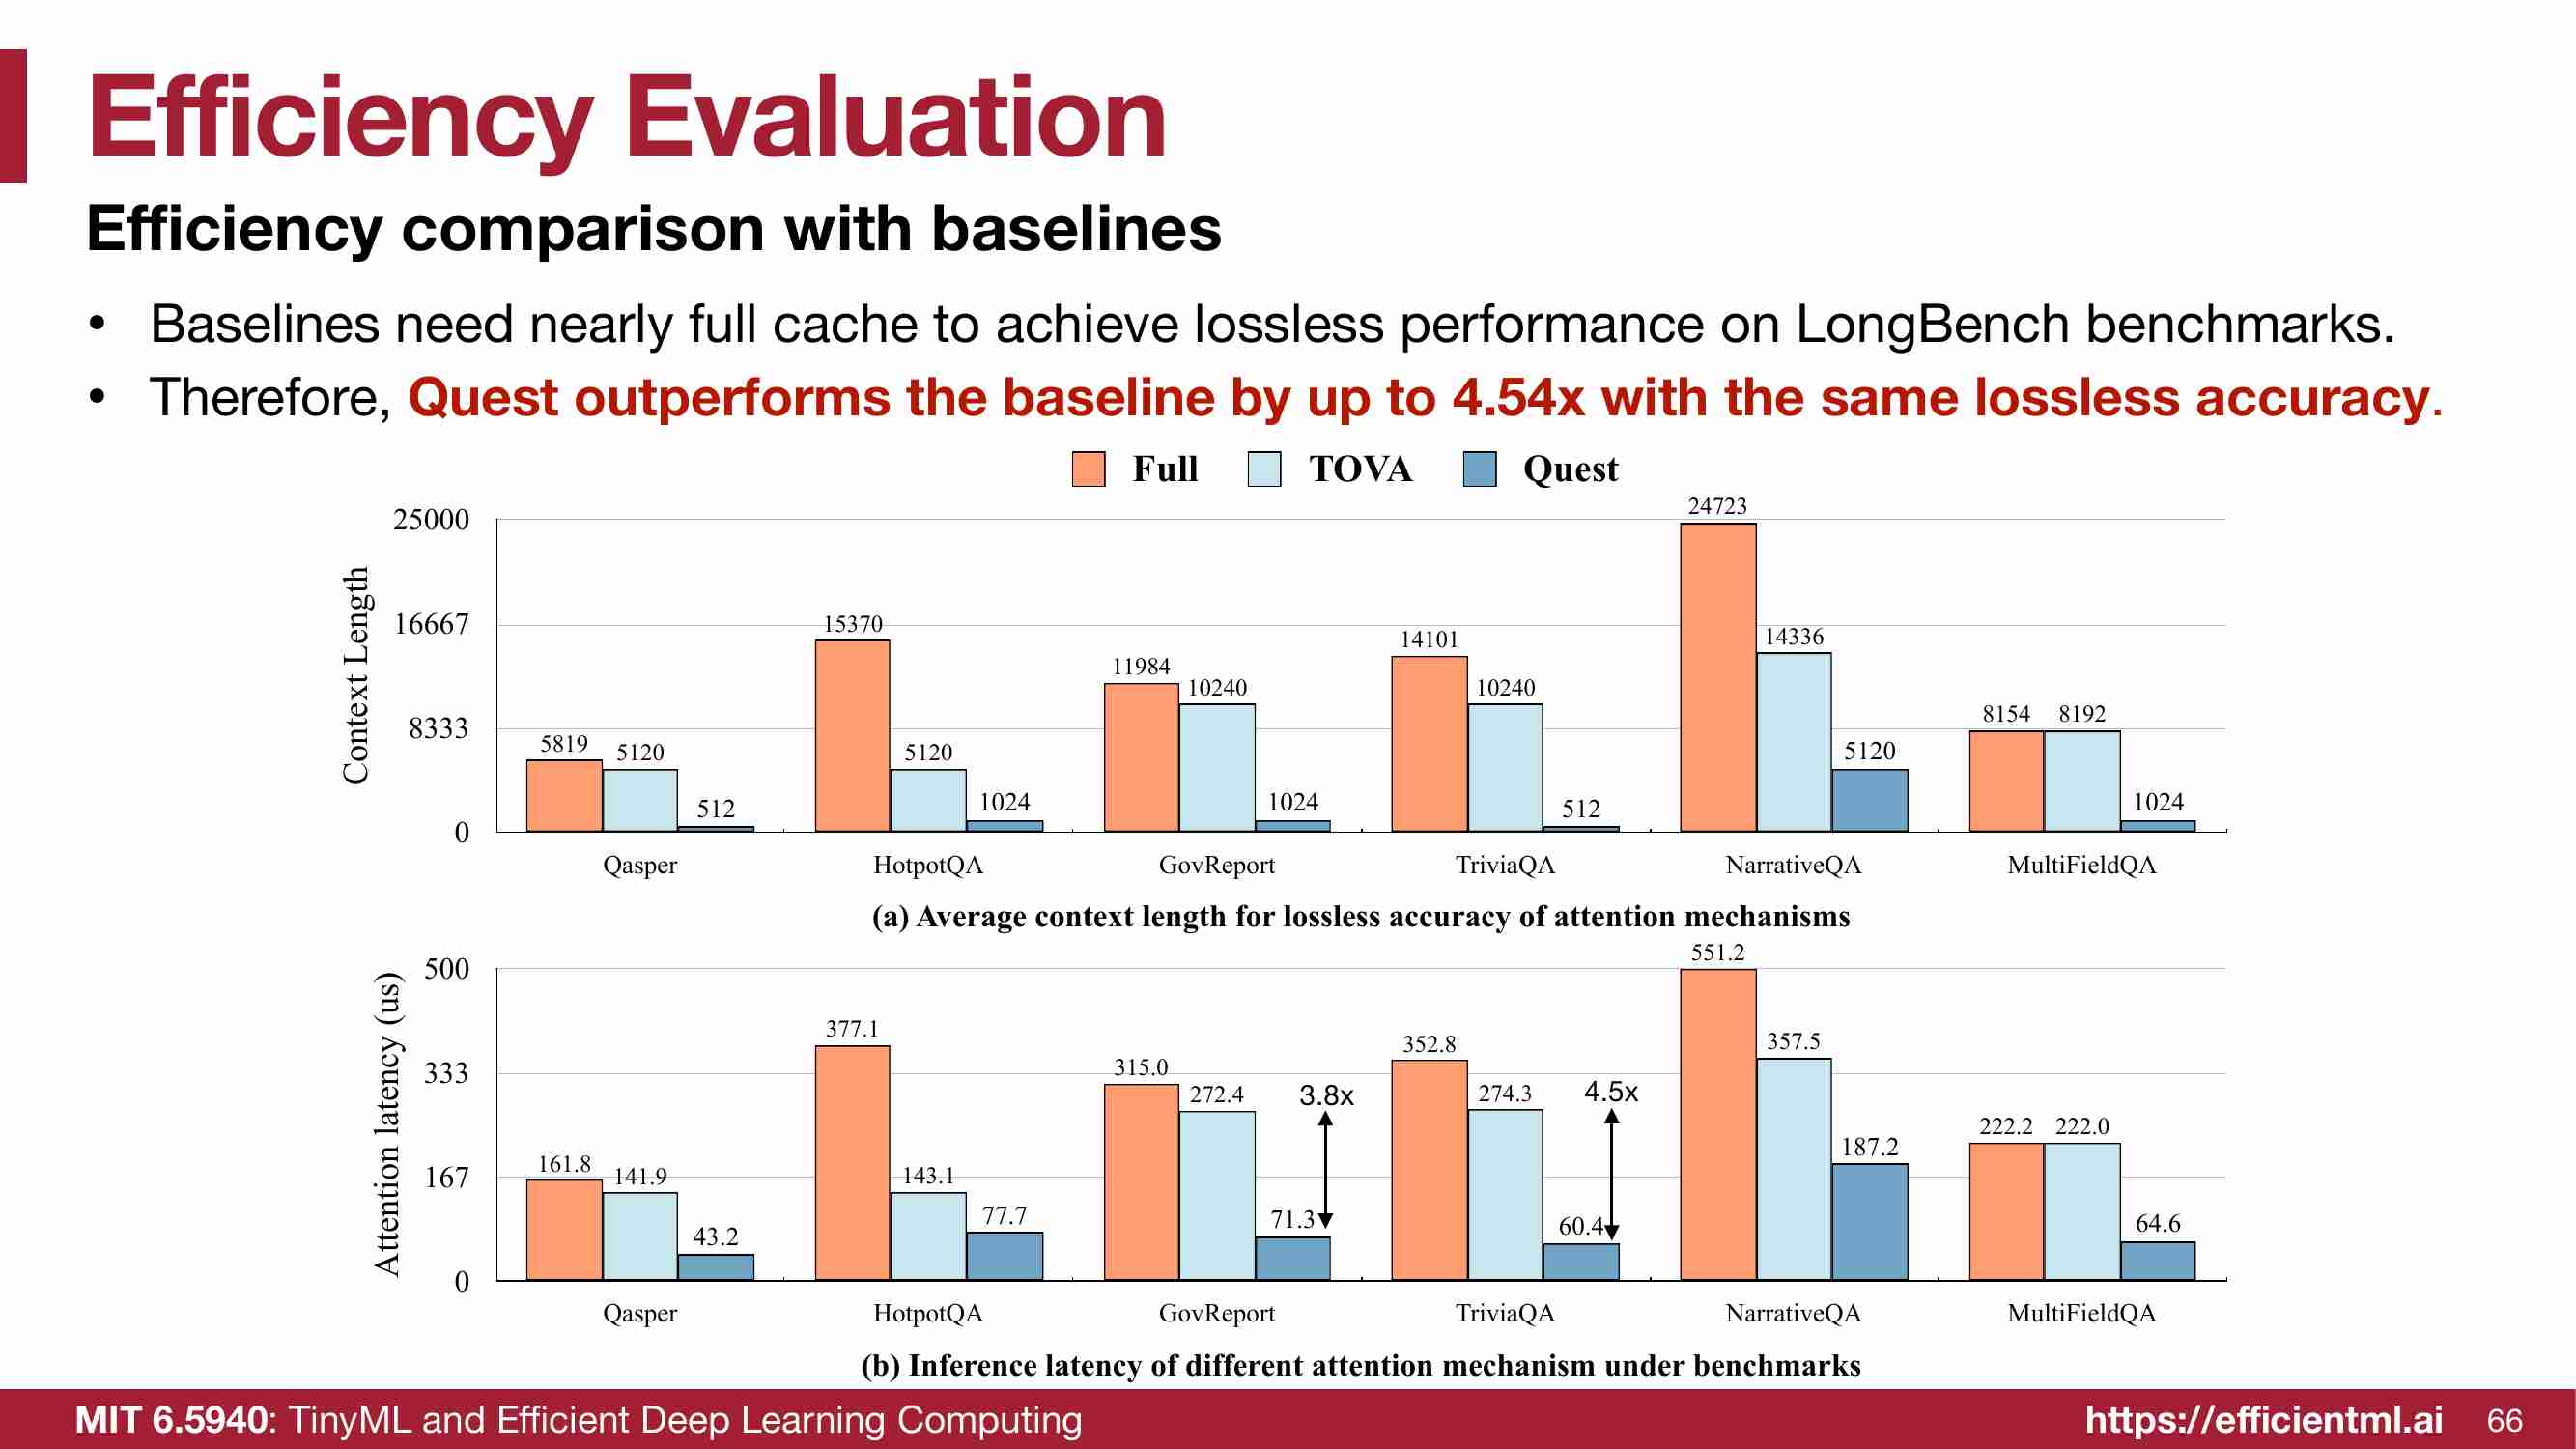 Efficiency Evaluation
Efficiency comparison with baselines
• Baselines need nearly full cache to achieve lossless performance on LongBench benchmarks.
• Therefore, Quest outperforms the baseline by up to 4.54x with the same lossless accuracy.
Full TOVA Quest
Context Length
25000
16667
8333
0
5819 5120 512
15370 5120 1024
11984 10240 1024
14101 10240 512
24723 14336 5120
8154 8192 1024
Qasper HotpotQA GovReport TriviaQA NarrativeQA MultiFieldQA
(a) Average context length for lossless accuracy of attention mechanisms
Attention latency (us)
500
333
167
0
161.8 141.9 43.2
377.1 143.1 77.7
315.0 272.4 71.3 3.8x
352.8 274.3 60.4 4.5x
551.2 357.5 187.2
222.2 222.0 64.6
Qasper HotpotQA GovReport TriviaQA NarrativeQA MultiFieldQA
(b) Inference latency of different attention mechanism under benchmarks
MIT 6.5940: TinyML and Efficient Deep Learning Computing https://efficientml.ai 66